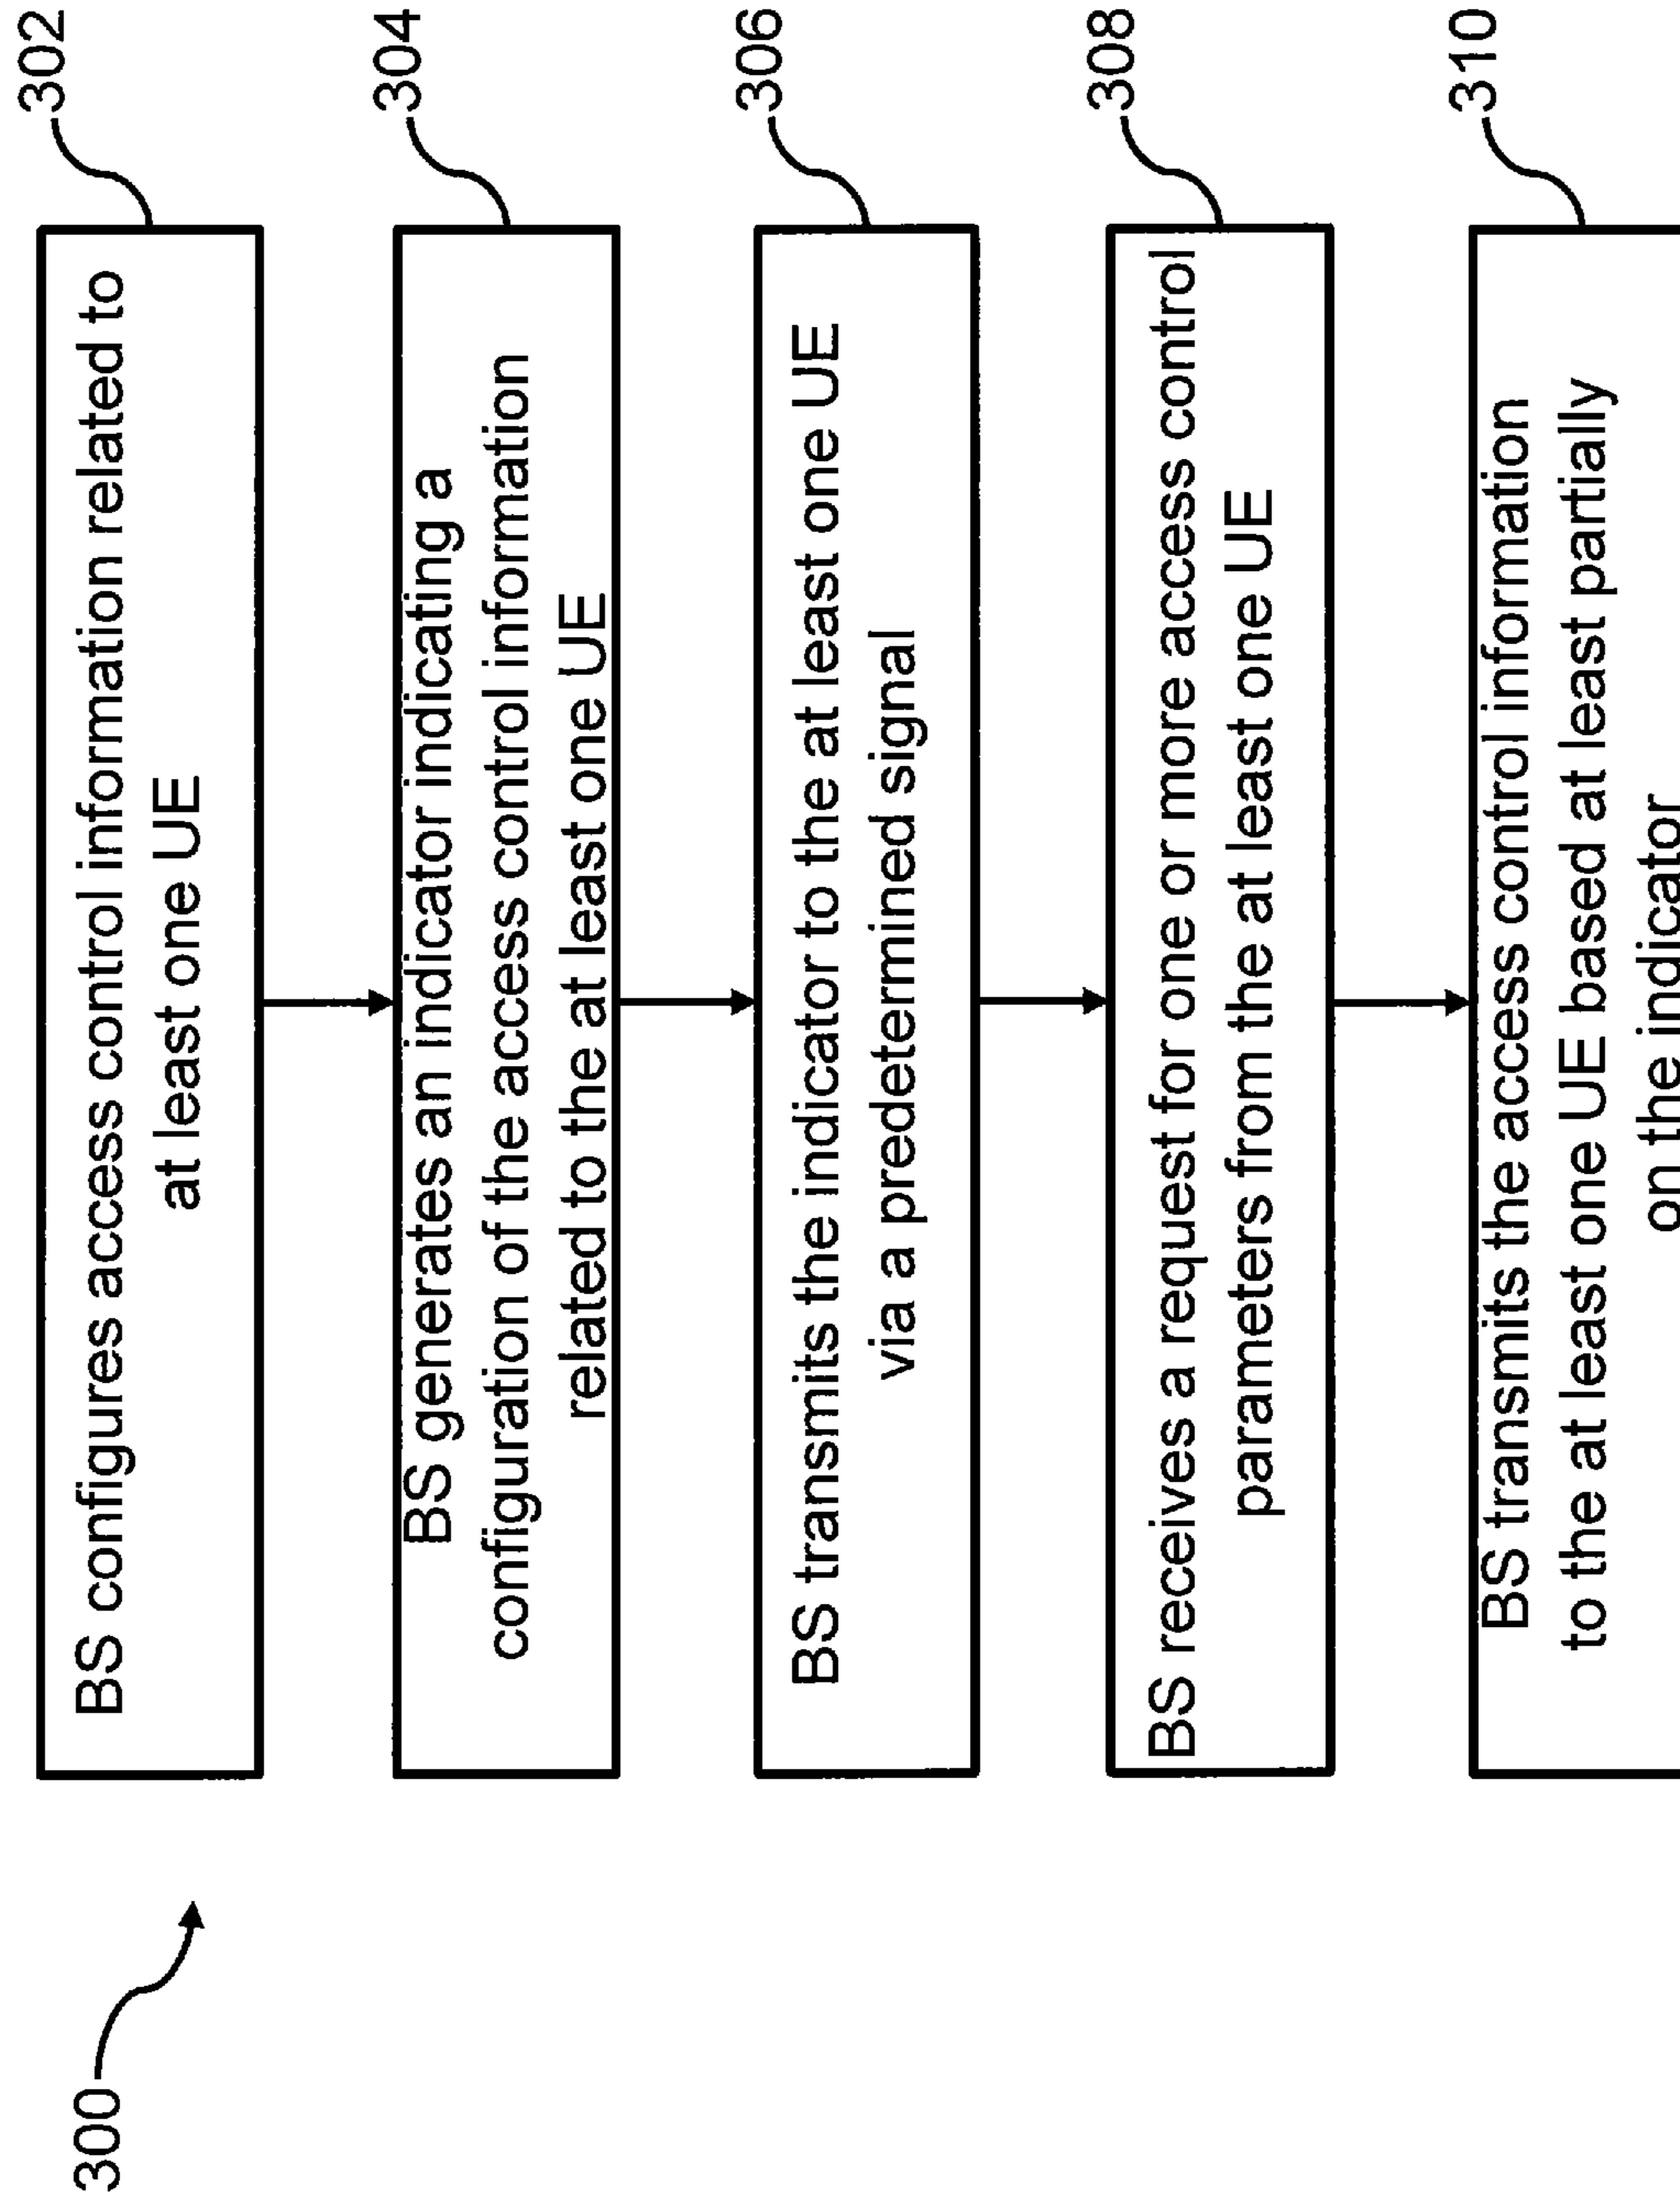 300
BS configures access control information related to
at least one UE
302
BS generates an indicator indicating a
configuration of the access control information
related to the at least one UE
304
BS transmits the indicator to the at least one UE
via a predetermined signal
306
BS receives a request for one or more access control
parameters from the at least one UE
308
BS transmits the access control information
to the at least one UE based at least partially
on the indicator
310